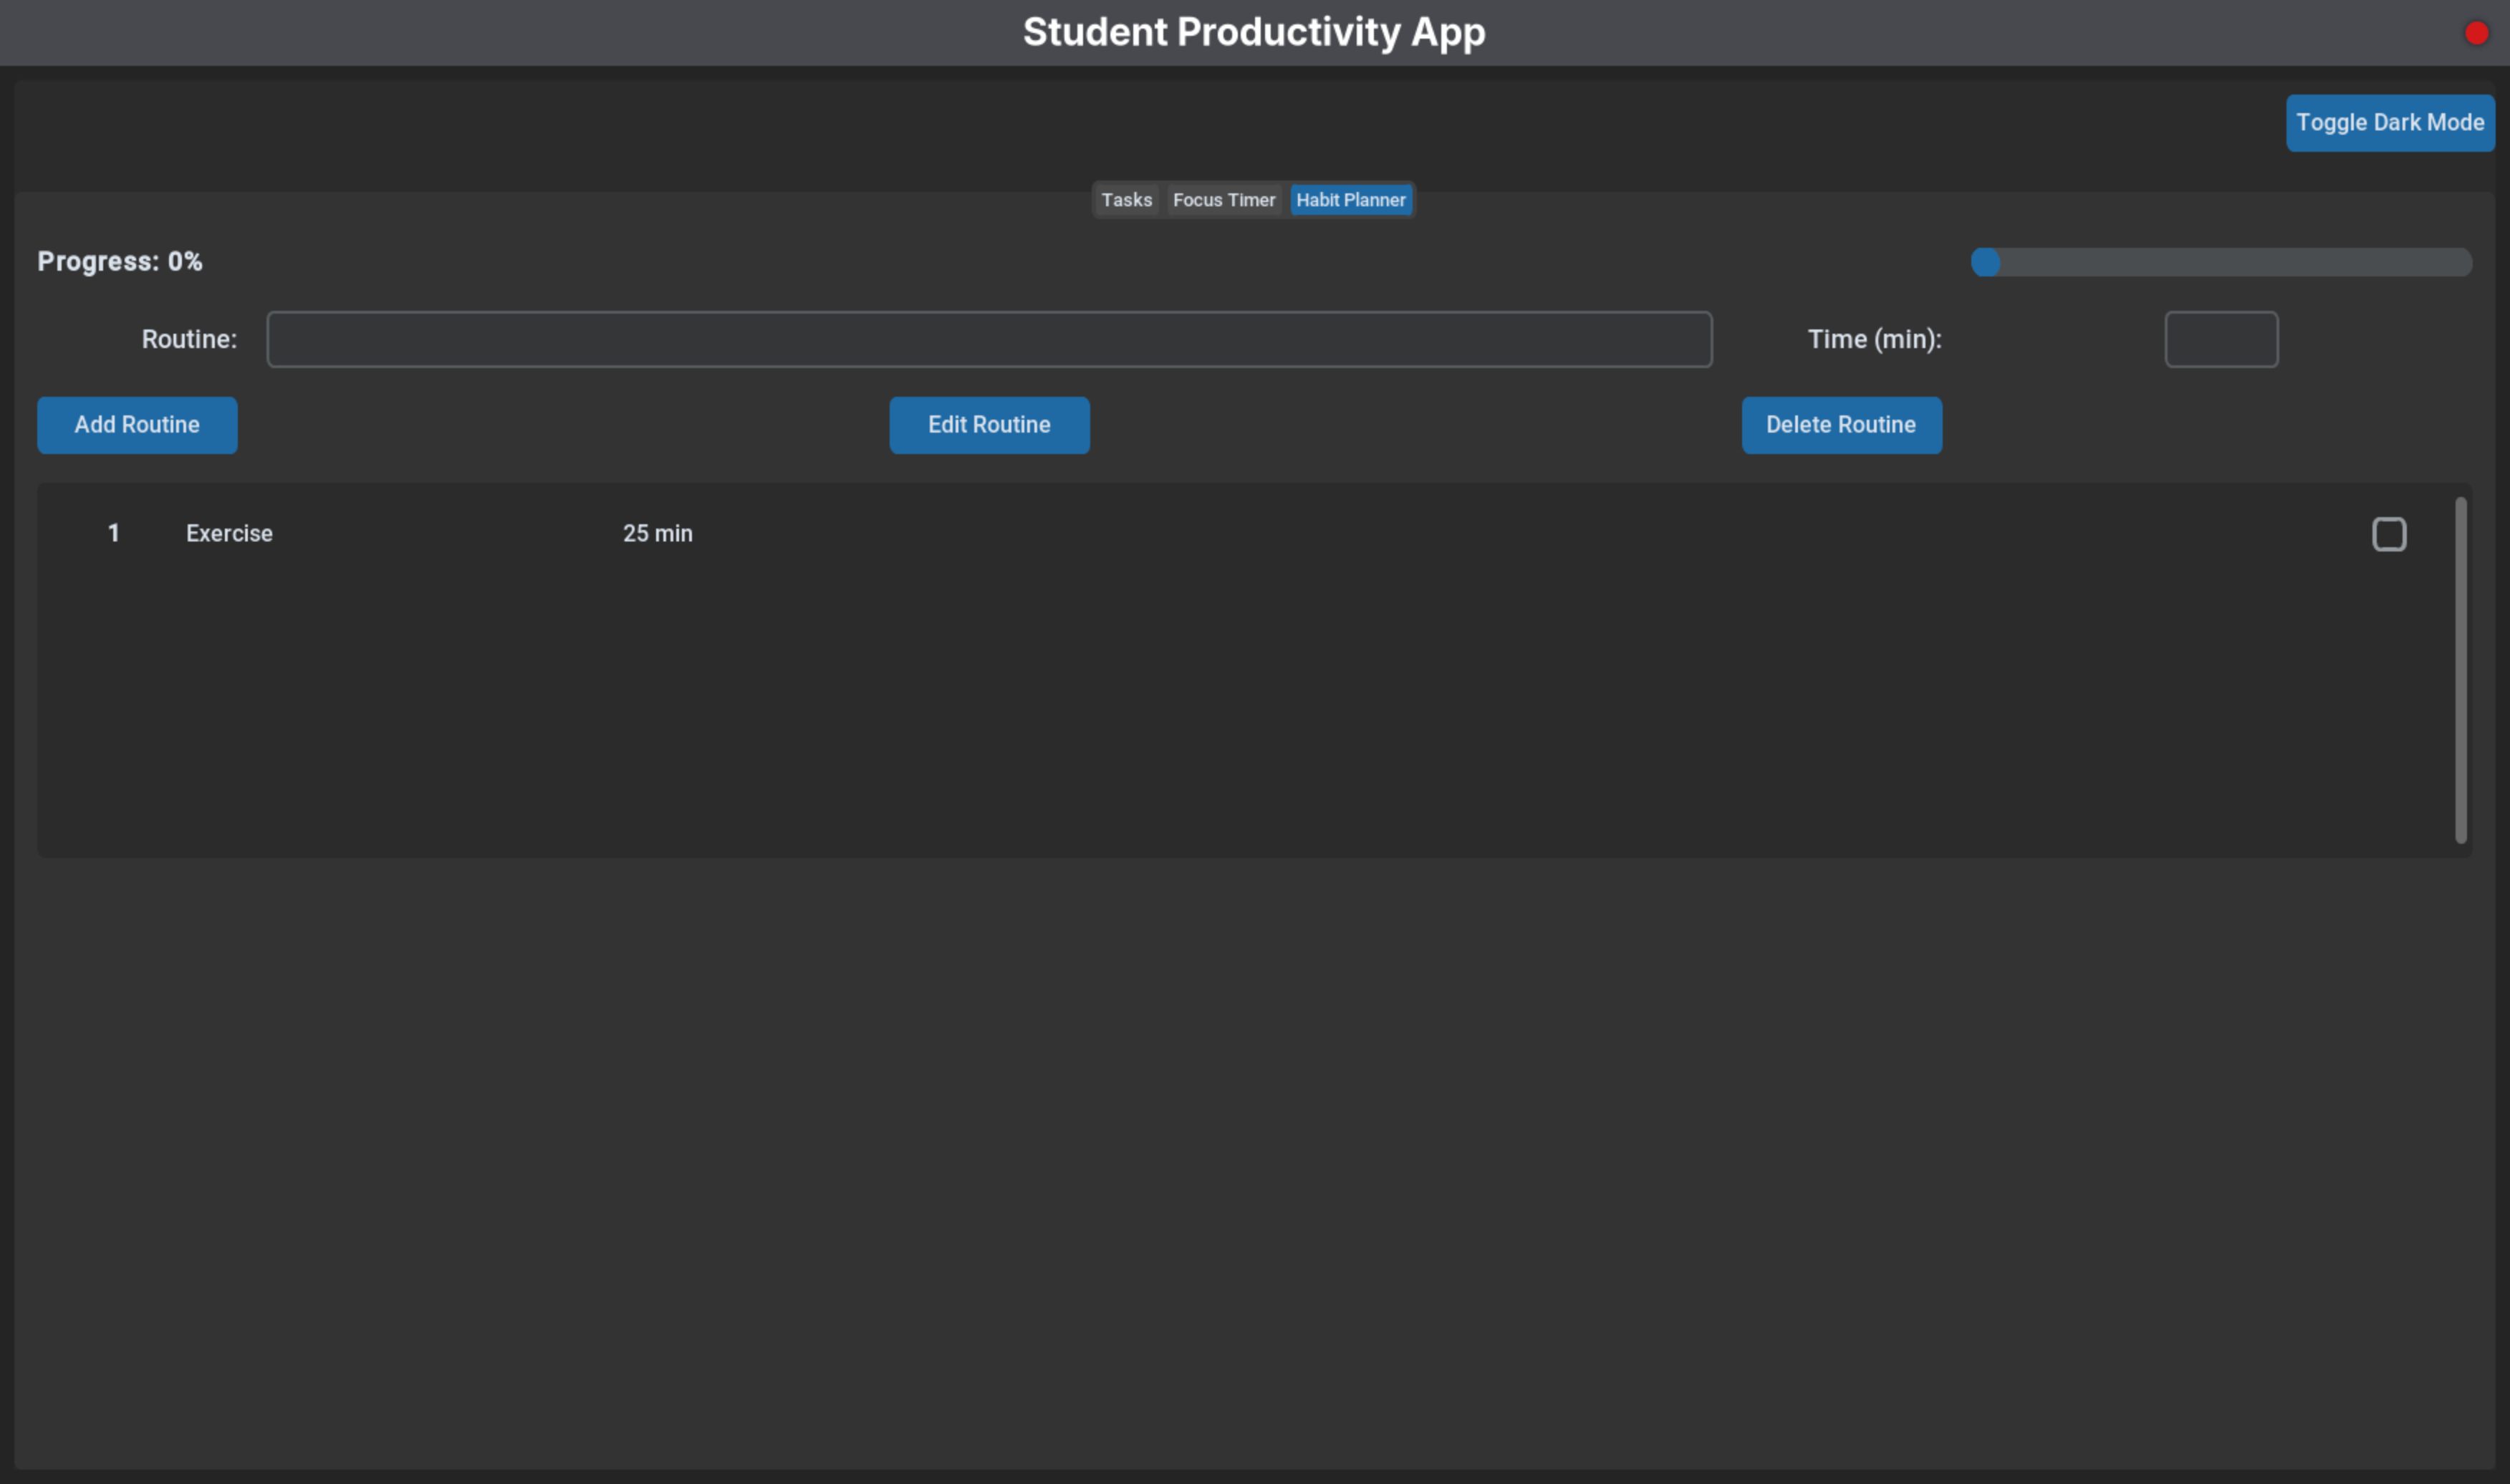 Student Productivity App
Toggle Dark Mode
Tasks Focus Timer Habit Planner
Progress: 0%
Routine: Time (min):
Add Routine Edit Routine Delete Routine
1 Exercise 25 min